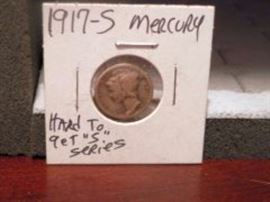 1917-S MERCURY
HARD TO
GET "S."
SERIES